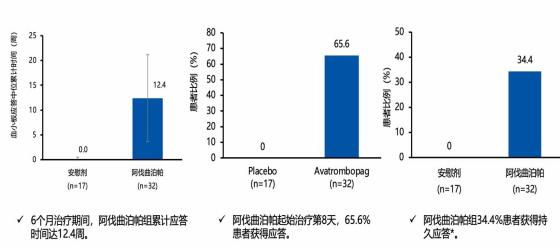 血小板应答中位累计时间（周）
25
20
15
10
5
0
0.0
12.4
安慰剂
(n=17)
阿伐曲泊帕
(n=32)
患者比例（%）
80
70
60
50
40
30
20
10
0
0
65.6
Placebo
(n=17)
Avatrombopag
(n=32)
患者比例（%）
50
40
30
20
10
0
0
34.4
安慰剂
(n=17)
阿伐曲泊帕
(n=32)
✓ 6个月治疗期间，阿伐曲泊帕组累计应答
时间达12.4周。
✓ 阿伐曲泊帕起始治疗第8天，65.6%
患者获得应答。
✓ 阿伐曲泊帕组34.4%患者获得持
久应答*。